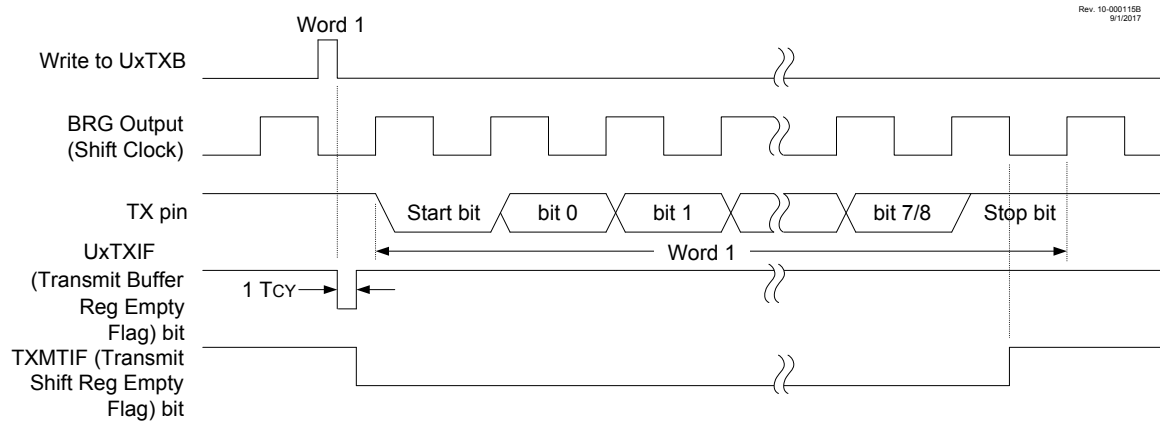 Rev. 10-000115B
9/1/2017
Word 1
Write to UxTXB
BRG Output
(Shift Clock)
TX pin
Start bit
bit 0
bit 1
bit 7/8
Stop bit
Word 1
UxTXIF
(Transmit Buffer
Reg Empty
Flag) bit
1 TCY
TXMTIF (Transmit
Shift Reg Empty
Flag) bit